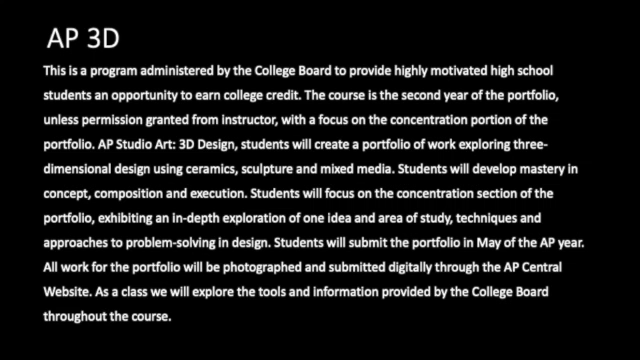 AP 3D
This is a program administered by the College Board to provide highly motivated high school
students an opportunity to earn college credit. The course is the second year of the portfolio,
unless permission granted from instructor, with a focus on the concentration portion of the
portfolio. AP Studio Art: 3D Design, students will create a portfolio of work exploring three-
dimensional design using ceramics, sculpture and mixed media. Students will develop mastery in
concept, composition and execution. Students will focus on the concentration section of the
portfolio, exhibiting an in-depth exploration of one idea and area of study, techniques and
approaches to problem-solving in design. Students will submit the portfolio in May of the AP year.
All work for the portfolio will be photographed and submitted digitally through the AP Central
Website. As a class we will explore the tools and information provided by the College Board
throughout the course.